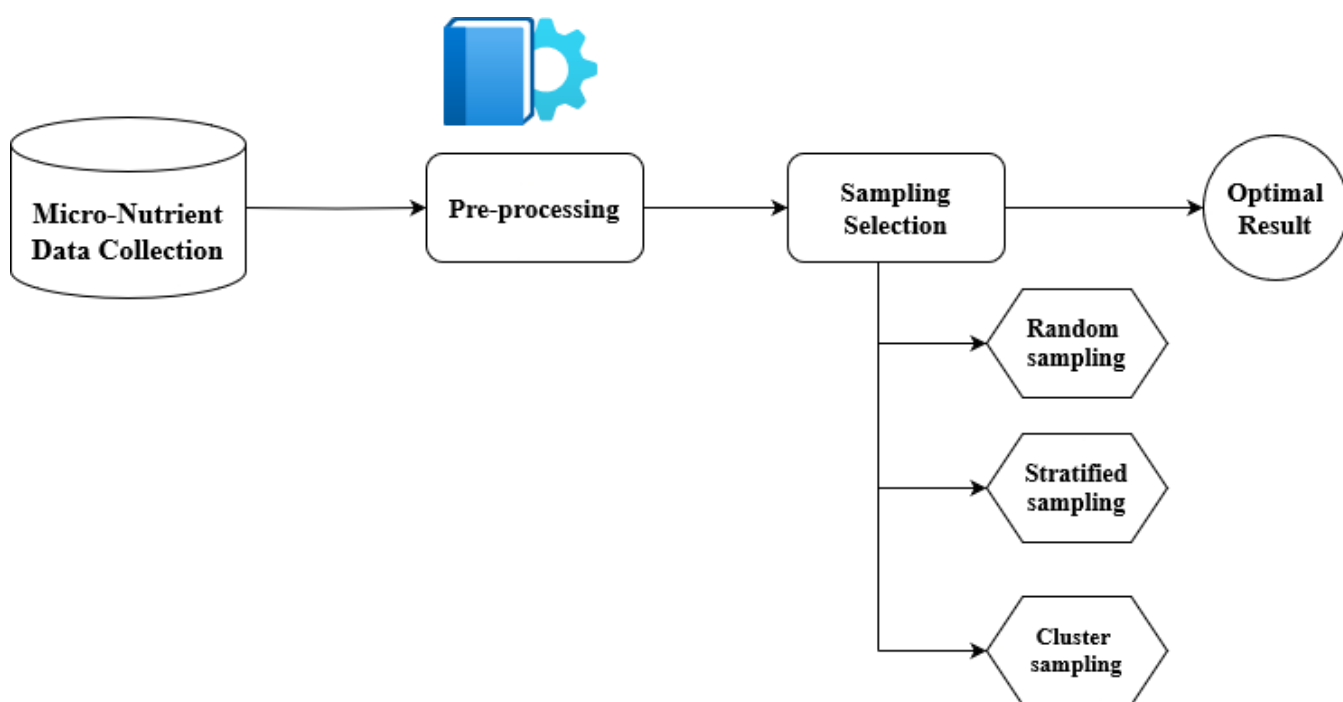 Micro-Nutrient
Data Collection
Pre-processing
Sampling
Selection
Optimal
Result
Random
sampling
Stratified
sampling
Cluster
sampling